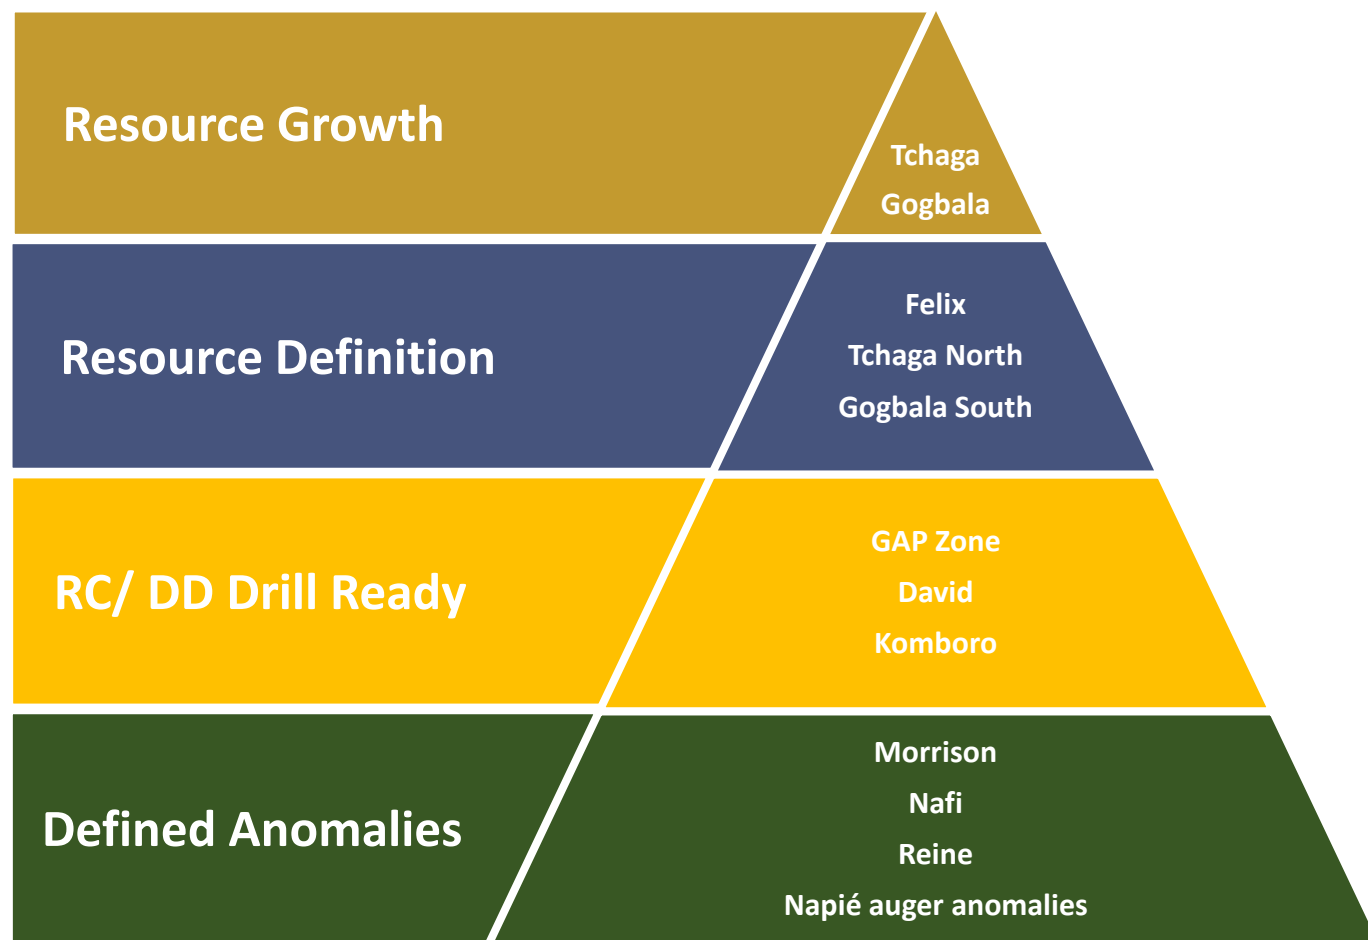 Resource Growth
Tchaga
Gogbala
Resource Definition
Felix
Tchaga North
Gogbala South
RC/ DD Drill Ready
GAP Zone
David
Komboro
Defined Anomalies
Morrison
Nafi
Reine
Napié auger anomalies